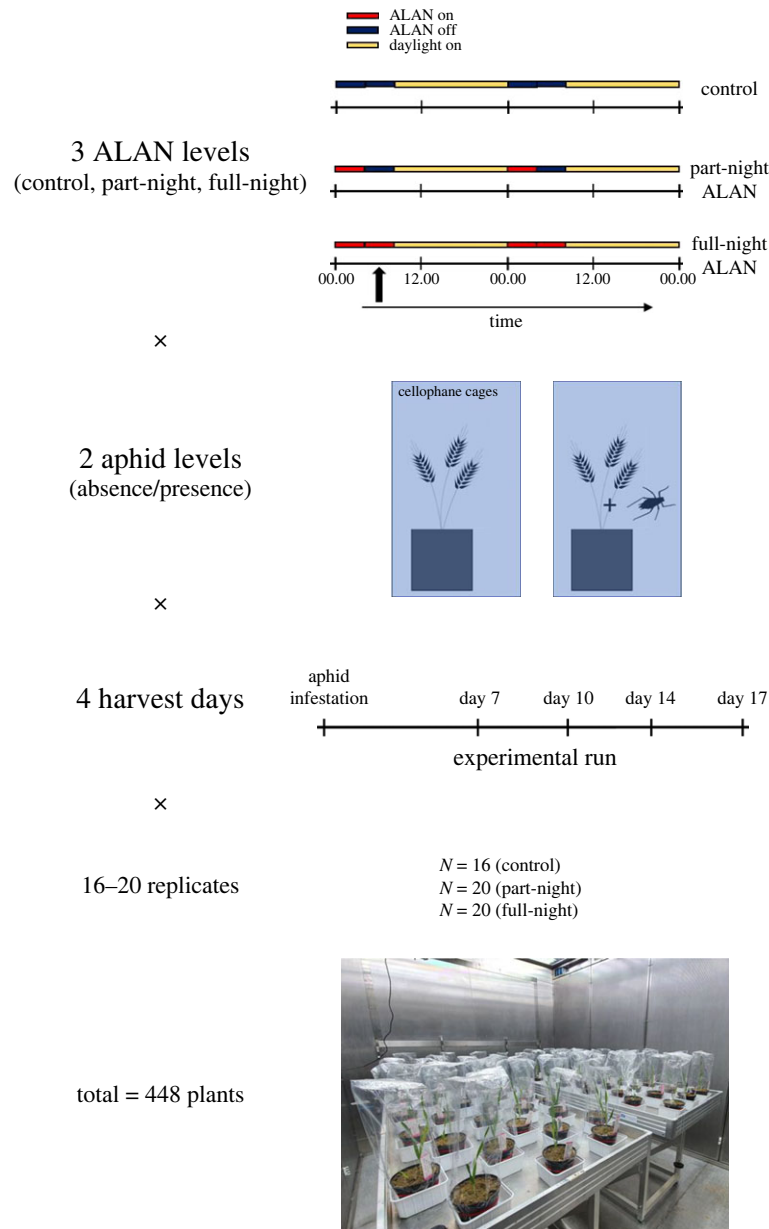 ALAN on
ALAN off
daylight on
control
3 ALAN levels
(control, part-night, full-night)
part-night
ALAN
full-night
ALAN
00.00 12.00 00.00 12.00 00.00
time
×
cellophane cages
2 aphid levels
(absence/presence)
+
×
4 harvest days
aphid
infestation
day 7 day 10 day 14 day 17
experimental run
×
16–20 replicates
N = 16 (control)
N = 20 (part-night)
N = 20 (full-night)
total = 448 plants